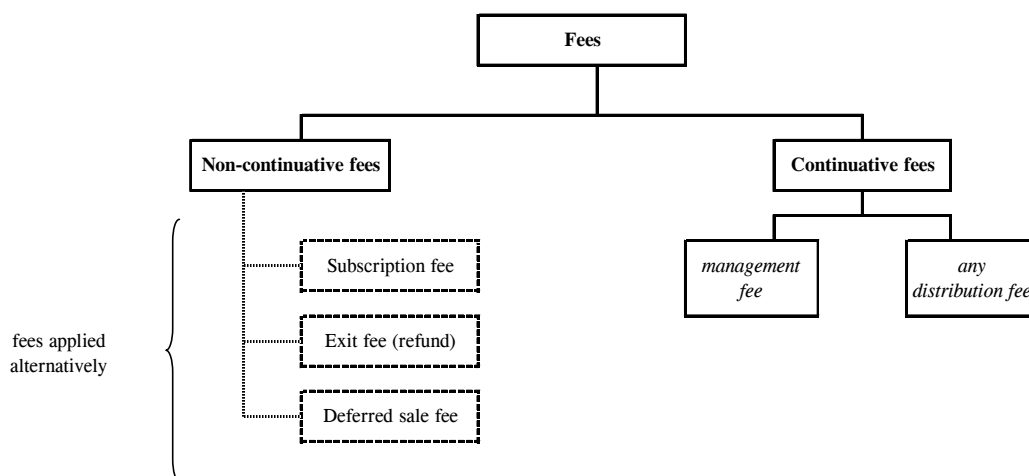 Fees
Non-continuative fees
Continuative fees
Subscription fee
management
fee
any
distribution fee
Exit fee (refund)
fees applied
alternatively
Deferred sale fee